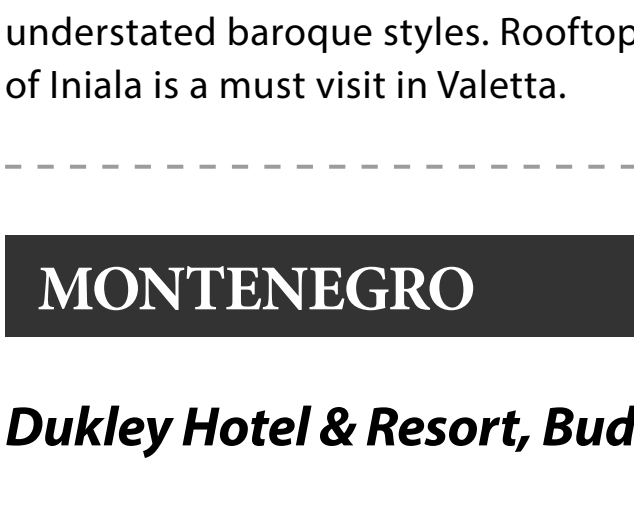 understated baroque styles. Rooftop
of Iniala is a must visit in Valetta.
MONTENEGRO
Dukley Hotel & Resort, Bud